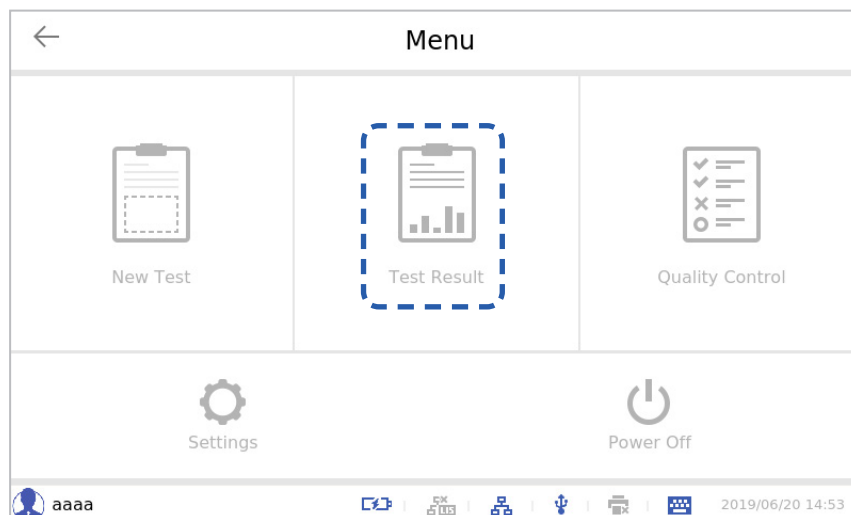 Menu
New Test
Test Result
Quality Control
Settings
Power Off
aaaa
2019/06/20 14:53